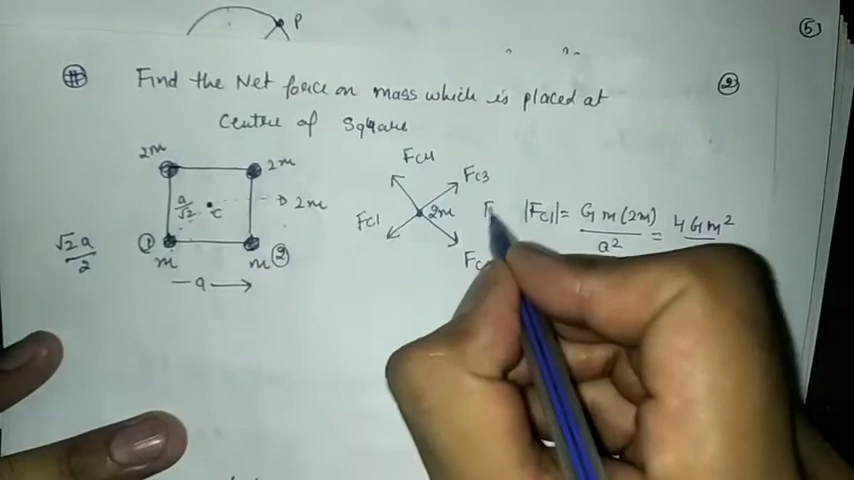 P
⑤
# Find the Net force on mass which is placed at ②
Centre of Square
2m 2m
a/√2 c 2m
√2a/2 ① m m ②
— a →
FC4 FC3
FC1 2m
FC
F |FC1| = G m(2m)/a² = 4Gm²